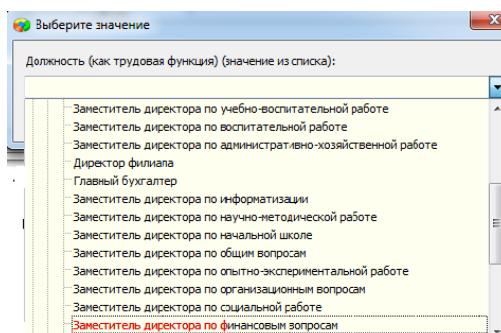 Выберите значение
Должность (как трудовая функция) (значение из списка):
Заместитель директора по учебно-воспитательной работе
Заместитель директора по воспитательной работе
Заместитель директора по административно-хозяйственной работе
Директор филиала
Главный бухгалтер
Заместитель директора по информатизации
Заместитель директора по научно-методической работе
Заместитель директора по начальной школе
Заместитель директора по общим вопросам
Заместитель директора по опытно-экспериментальной работе
Заместитель директора по организационным вопросам
Заместитель директора по социальной работе
Заместитель директора по финансовым вопросам